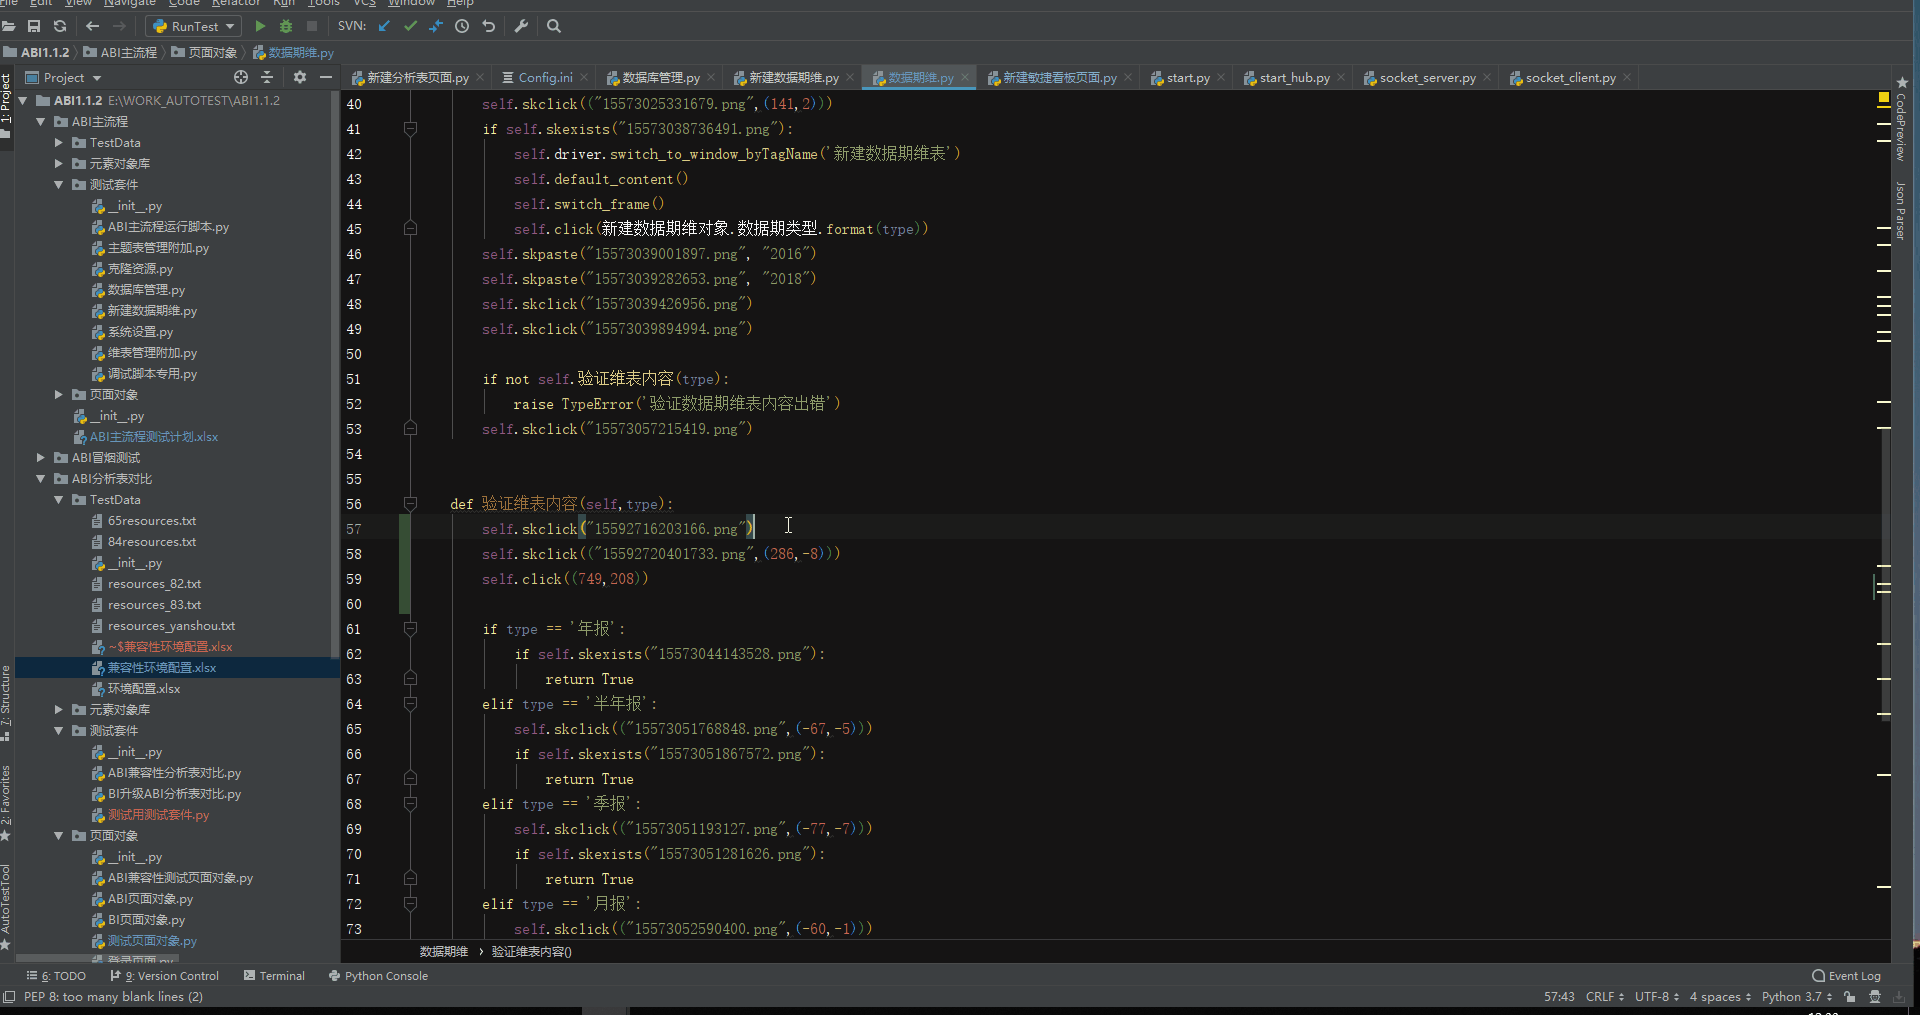 File Edit View Navigate Code Refactor Run Tools VCS Window Help
RunTest SVN:
ABI1.1.2 ABI主流程 页面对象 数据期维.py
Project
新建分析表页面.py Config.ini 数据库管理.py 新建数据期维.py 数据期维.py 新建敏捷看板页面.py start.py start_hub.py socket_server.py socket_client.py
1: Project
7: Structure
2: Favorites
AutoTestTool
ABI1.1.2 E:\WORK_AUTOTEST\ABI1.1.2
ABI主流程
TestData
元素对象库
测试套件
__init__.py
ABI主流程运行脚本.py
主题表管理附加.py
克隆资源.py
数据库管理.py
新建数据期维.py
系统设置.py
维表管理附加.py
调试脚本专用.py
页面对象
__init__.py
ABI主流程测试计划.xlsx
ABI冒烟测试
ABI分析表对比
TestData
65resources.txt
84resources.txt
__init__.py
resources_82.txt
resources_83.txt
resources_yanshou.txt
~$兼容性环境配置.xlsx
兼容性环境配置.xlsx
环境配置.xlsx
元素对象库
测试套件
__init__.py
ABI兼容性分析表对比.py
BI升级ABI分析表对比.py
测试用测试套件.py
页面对象
__init__.py
ABI兼容性测试页面对象.py
ABI页面对象.py
BI页面对象.py
测试页面对象.py
登录页面.py
40 self.skclick(("15573025331679.png",(141,2)))
41 if self.skexists("15573038736491.png"):
42 self.driver.switch_to_window_byTagName('新建数据期维表')
43 self.default_content()
44 self.switch_frame()
45 self.click(新建数据期维对象.数据期类型.format(type))
46 self.skpaste("15573039001897.png", "2016")
47 self.skpaste("15573039282653.png", "2018")
48 self.skclick("15573039426956.png")
49 self.skclick("15573039894994.png")
50
51 if not self.验证维表内容(type):
52 raise TypeError('验证数据期维表内容出错')
53 self.skclick("15573057215419.png")
54
55
56 def 验证维表内容(self,type):
57 self.skclick("15592716203166.png")
58 self.skclick(("15592720401733.png",(286,-8)))
59 self.click((749,208))
60
61 if type == '年报':
62 if self.skexists("15573044143528.png"):
63 return True
64 elif type == '半年报':
65 self.skclick(("15573051768848.png",(-67,-5)))
66 if self.skexists("15573051867572.png"):
67 return True
68 elif type == '季报':
69 self.skclick(("15573051193127.png",(-77,-7)))
70 if self.skexists("15573051281626.png"):
71 return True
72 elif type == '月报':
73 self.skclick(("15573052590400.png",(-60,-1)))
数据期维 › 验证维表内容()
CodePreview
Json Parser
6: TODO 9: Version Control Terminal Python Console Event Log
PEP 8: too many blank lines (2) 57:43 CRLF UTF-8 4 spaces Python 3.7